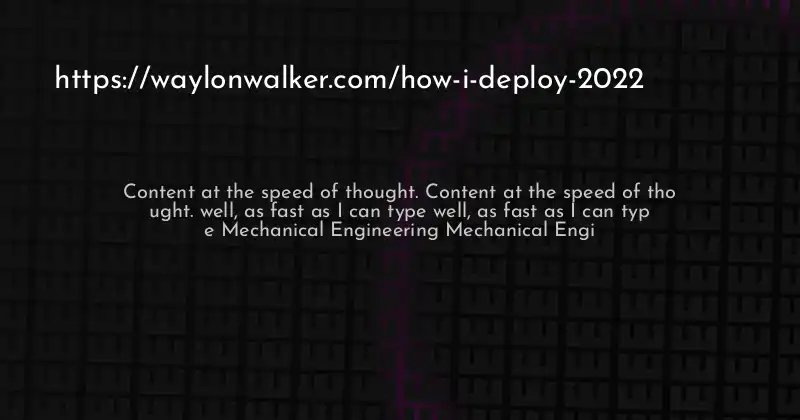 https://waylonwalker.com/how-i-deploy-2022
Content at the speed of thought. Content at the speed of tho
ught. well, as fast as I can type well, as fast as I can typ
e Mechanical Engineering Mechanical Engi